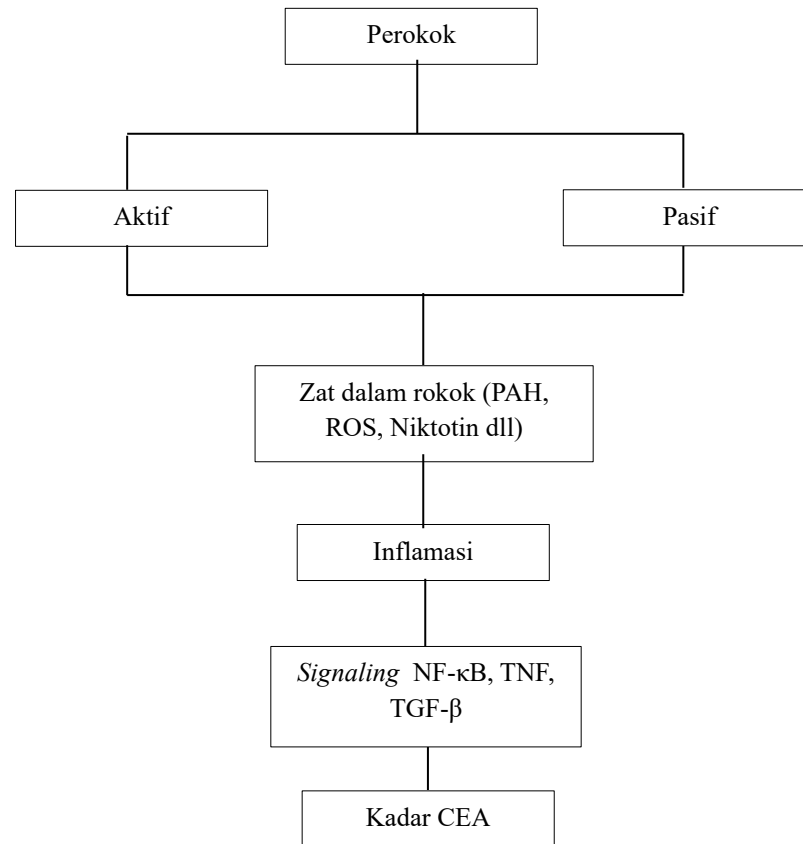 Perokok
Aktif
Pasif
Zat dalam rokok (PAH,
ROS, Niktotin dll)
Inflamasi
Signaling NF-κB, TNF,
TGF-β
Kadar CEA